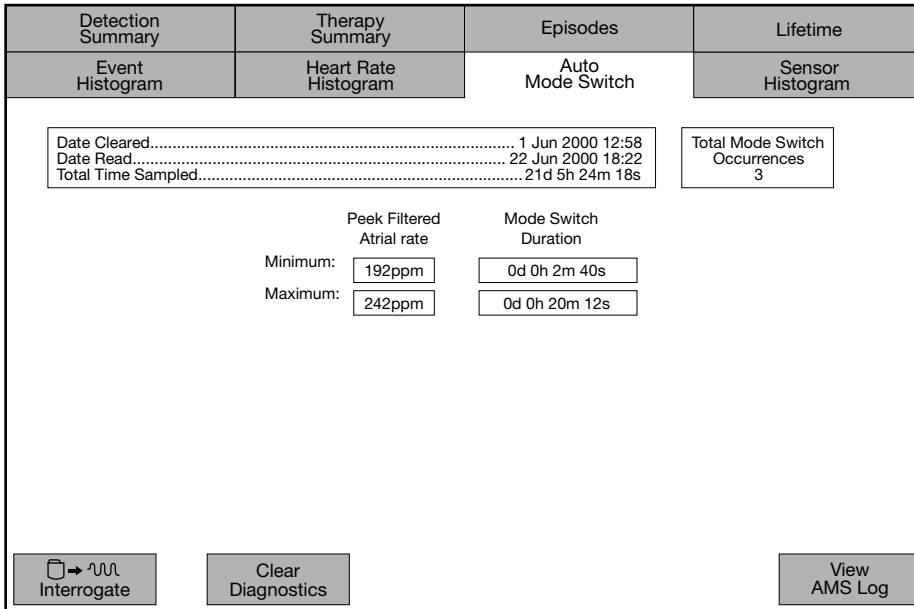 Detection
Summary
Therapy
Summary
Episodes
Lifetime
Event
Histogram
Heart Rate
Histogram
Auto
Mode Switch
Sensor
Histogram
Date Cleared................................................................................. 1 Jun 2000 12:58
Date Read................................................................................... 22 Jun 2000 18:22
Total Time Sampled........................................................................21d 5h 24m 18s
Total Mode Switch
Occurrences
3
Peek Filtered
Atrial rate
Mode Switch
Duration
Minimum:
192ppm
0d 0h 2m 40s
Maximum:
242ppm
0d 0h 20m 12s
Interrogate
Clear
Diagnostics
View
AMS Log